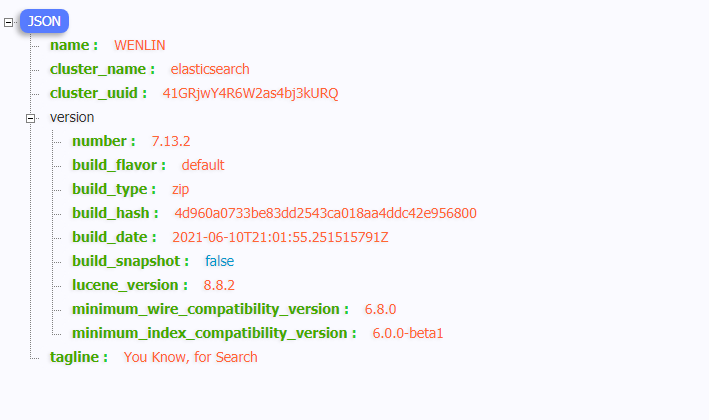 JSON
name : WENLIN
cluster_name : elasticsearch
cluster_uuid : 41GRjwY4R6W2as4bj3kURQ
version
number : 7.13.2
build_flavor : default
build_type : zip
build_hash : 4d960a0733be83dd2543ca018aa4ddc42e956800
build_date : 2021-06-10T21:01:55.251515791Z
build_snapshot : false
lucene_version : 8.8.2
minimum_wire_compatibility_version : 6.8.0
minimum_index_compatibility_version : 6.0.0-beta1
tagline : You Know, for Search